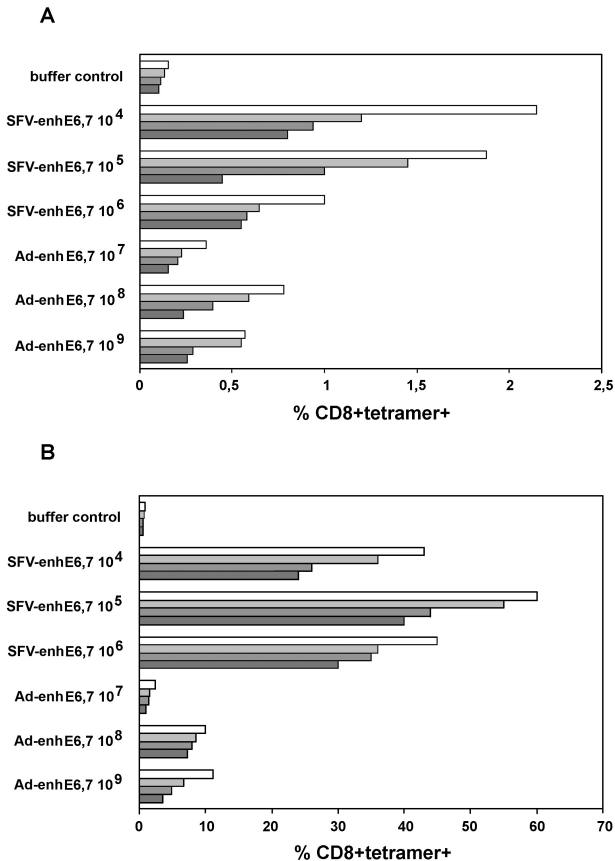 A
buffer control
SFV-enhE6,7 10^4
SFV-enhE6,7 10^5
SFV-enhE6,7 10^6
Ad-enhE6,7 10^7
Ad-enhE6,7 10^8
Ad-enhE6,7 10^9
0 0,5 1 1,5 2 2,5
% CD8+tetramer+
B
buffer control
SFV-enhE6,7 10^4
SFV-enhE6,7 10^5
SFV-enhE6,7 10^6
Ad-enhE6,7 10^7
Ad-enhE6,7 10^8
Ad-enhE6,7 10^9
0 10 20 30 40 50 60 70
% CD8+tetramer+